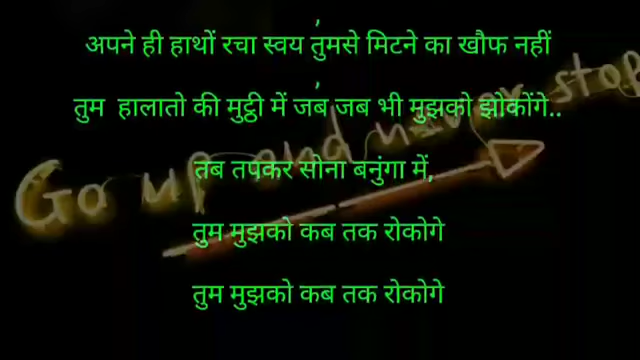 ,
अपने ही हाथों रचा स्वय तुमसे मिटने का खौफ नहीं
,
तुम हालातो की मुट्ठी में जब जब भी मुझको झोकोंगे..
तब तपकर सोना बनुंगा में,
तुम मुझको कब तक रोकोगे
तुम मुझको कब तक रोकोगे
Go up and never stop